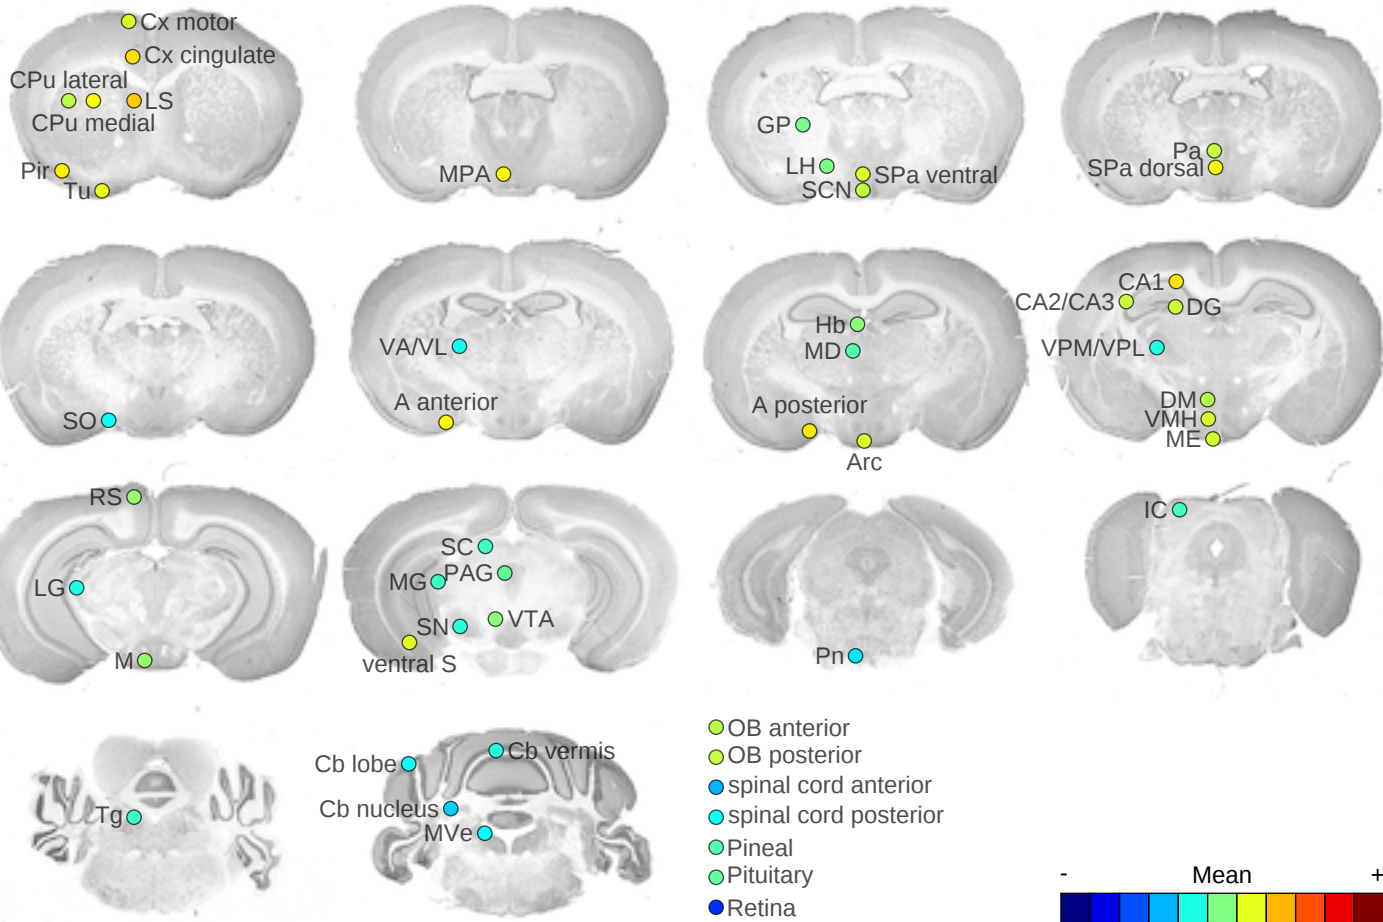 Cx motor
Cx cingulate
CPu lateral
LS
CPu medial
Pir
Tu
MPA
GP
LH
SPa ventral
SCN
Pa
SPa dorsal
SO
VA/VL
A anterior
Hb
MD
A posterior
Arc
CA1
CA2/CA3
DG
VPM/VPL
DM
VMH
ME
RS
LG
M
SC
PAG
MG
VTA
SN
ventral S
Pn
IC
Tg
Cb vermis
Cb lobe
Cb nucleus
MVe
OB anterior
OB posterior
spinal cord anterior
spinal cord posterior
Pineal
Pituitary
Retina
- Mean +